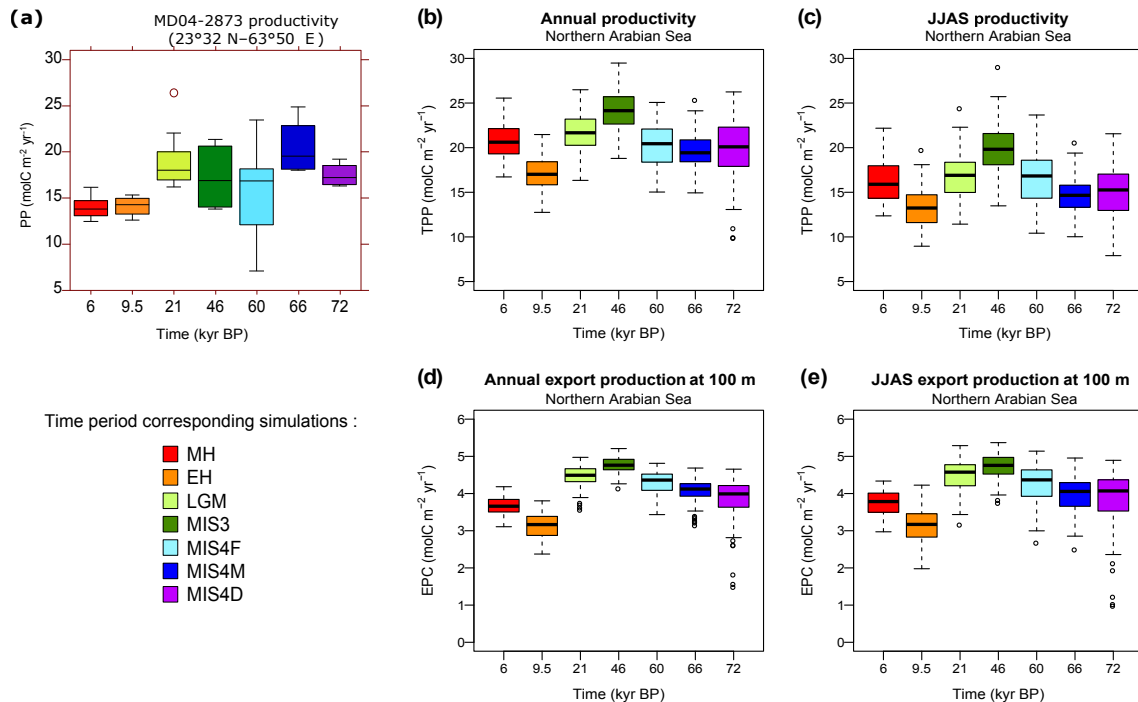 (a)
MD04-2873 productivity
(23°32 N−63°50 E)
30
25
20
15
10
5
PP (molC m⁻² yr⁻¹)
6 9.5 21 46 60 66 72
Time (kyr BP)
(b)
Annual productivity
Northern Arabian Sea
30
25
20
15
10
5
TPP (molC m⁻² yr⁻¹)
6 9.5 21 46 60 66 72
Time (kyr BP)
(c)
JJAS productivity
Northern Arabian Sea
30
25
20
15
10
5
TPP (molC m⁻² yr⁻¹)
6 9.5 21 46 60 66 72
Time (kyr BP)
Time period corresponding simulations :
MH
EH
LGM
MIS3
MIS4F
MIS4M
MIS4D
(d)
Annual export production at 100 m
Northern Arabian Sea
6
5
4
3
2
1
0
EPC (molC m⁻² yr⁻¹)
6 9.5 21 46 60 66 72
Time (kyr BP)
(e)
JJAS export production at 100 m
Northern Arabian Sea
6
5
4
3
2
1
0
EPC (molC m⁻² yr⁻¹)
6 9.5 21 46 60 66 72
Time (kyr BP)